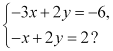 -3x + 2y = -6,
-x + 2y = 2?